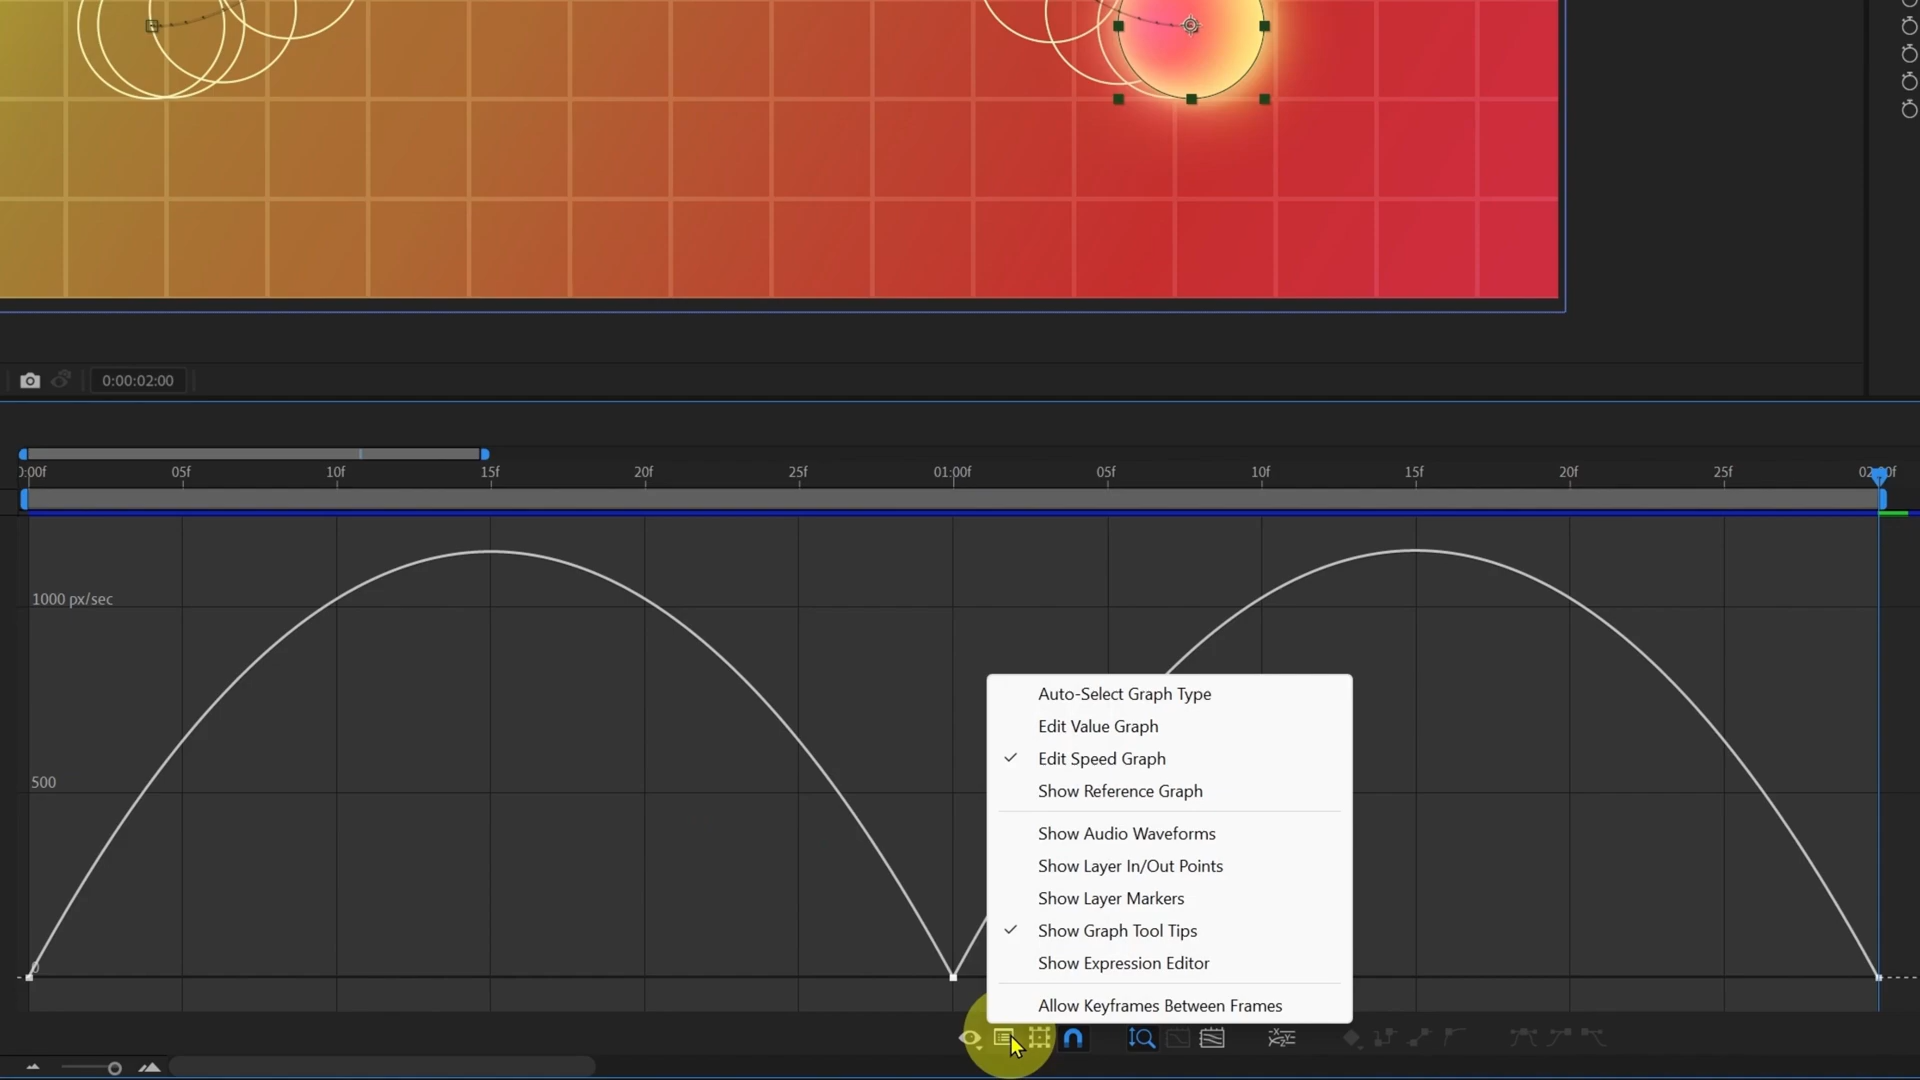 0:00:02:00
0:00f 05f 10f 15f 20f 25f 01:00f 05f 10f 15f 20f 25f
1000 px/sec
500
0
Auto-Select Graph Type
Edit Value Graph
Edit Speed Graph
Show Reference Graph
Show Audio Waveforms
Show Layer In/Out Points
Show Layer Markers
Show Graph Tool Tips
Show Expression Editor
Allow Keyframes Between Frames